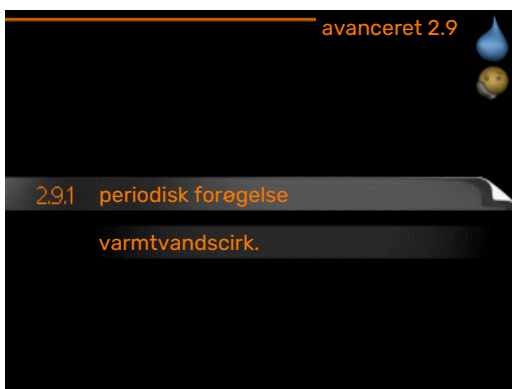 avanceret 2.9
2.9.1 periodisk forøgelse
varmtvandscirk.